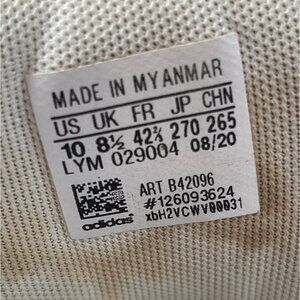 MADE IN MYANMAR
US UK FR JP CHN
10 8½ 42⅔ 270 265
LYM 029004 08/20
ART B42096
#126093624
adidas xbH2VCWV00031